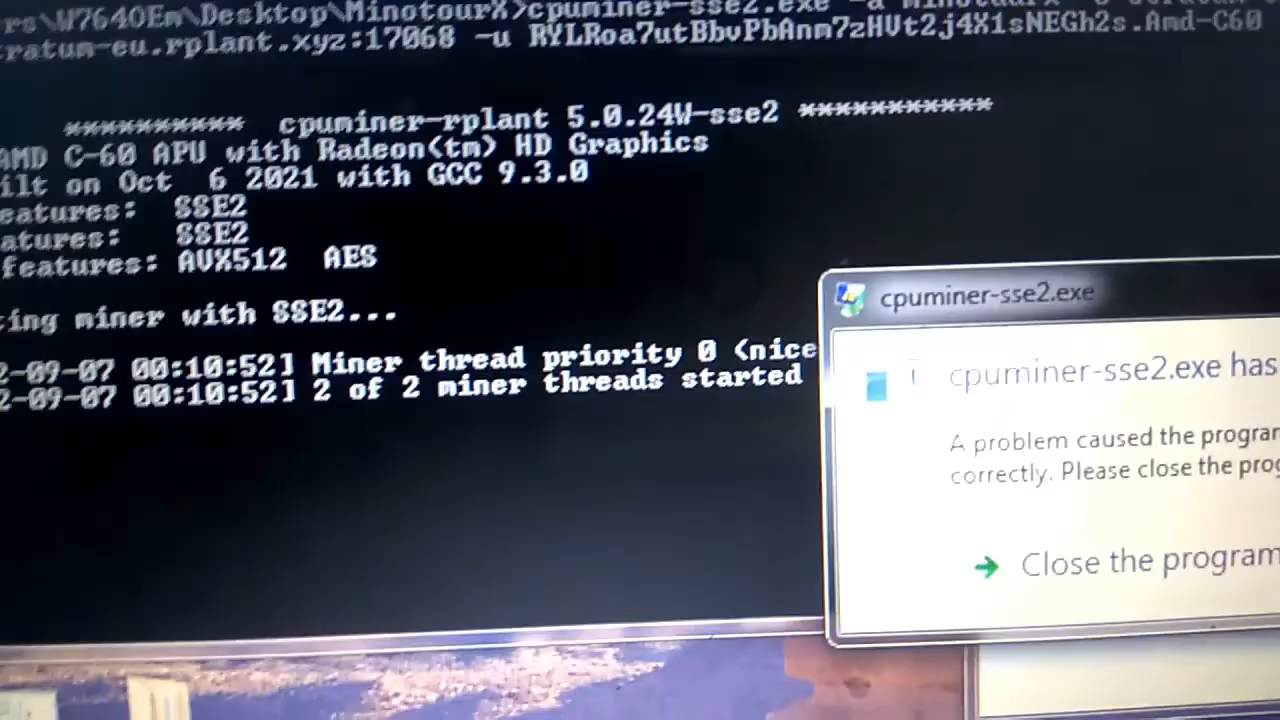 rs\W7640Em\Desktop\MinotourX>cpuminer-sse2.exe
ratum-eu.rplant.xyz:17068 -u RYLRoa7utBbvPbAnm7zHVt2j4X1sNEGh2s.Amd-C60
********** cpuminer-rplant 5.0.24W-sse2 ***********
AMD C-60 APU with Radeon(tm) HD Graphics
ilt on Oct 6 2021 with GCC 9.3.0
eatures: SSE2
atures: SSE2
features: AVX512 AES
ting miner with SSE2...
2-09-07 00:10:52] Miner thread priority 0 (nice
2-09-07 00:10:52] 2 of 2 miner threads started
cpuminer-sse2.exe
cpuminer-sse2.exe has
A problem caused the program
correctly. Please close the prog
Close the program